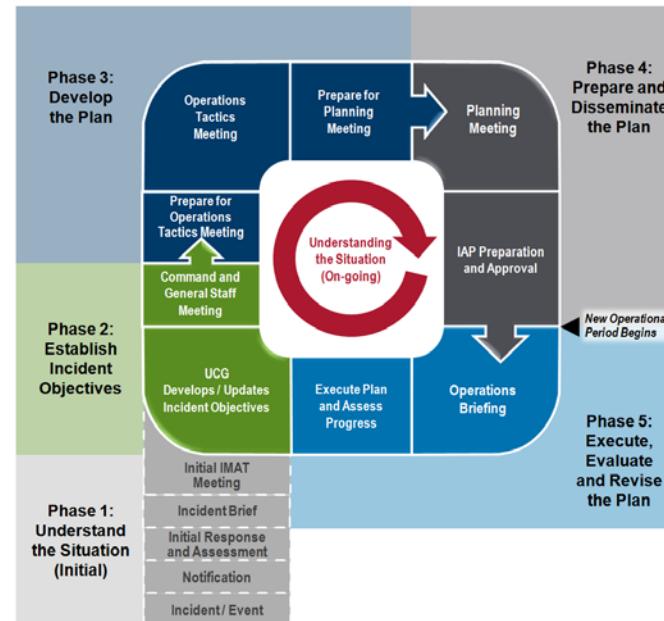 Phase 3:
Develop
the Plan
Operations
Tactics
Meeting
Prepare for
Planning
Meeting
Planning
Meeting
Phase 4:
Prepare and
Disseminate
the Plan
Prepare for
Operations
Tactics Meeting
Understanding
the Situation
(On-going)
IAP Preparation
and Approval
Command and
General Staff
Meeting
New Operational
Period Begins
Phase 2:
Establish
Incident
Objectives
UCG
Develops / Updates
Incident Objectives
Execute Plan
and Assess
Progress
Operations
Briefing
Phase 5:
Execute,
Evaluate
and Revise
the Plan
Phase 1:
Understand
the Situation
(Initial)
Initial IMAT
Meeting
Incident Brief
Initial Response
and Assessment
Notification
Incident / Event